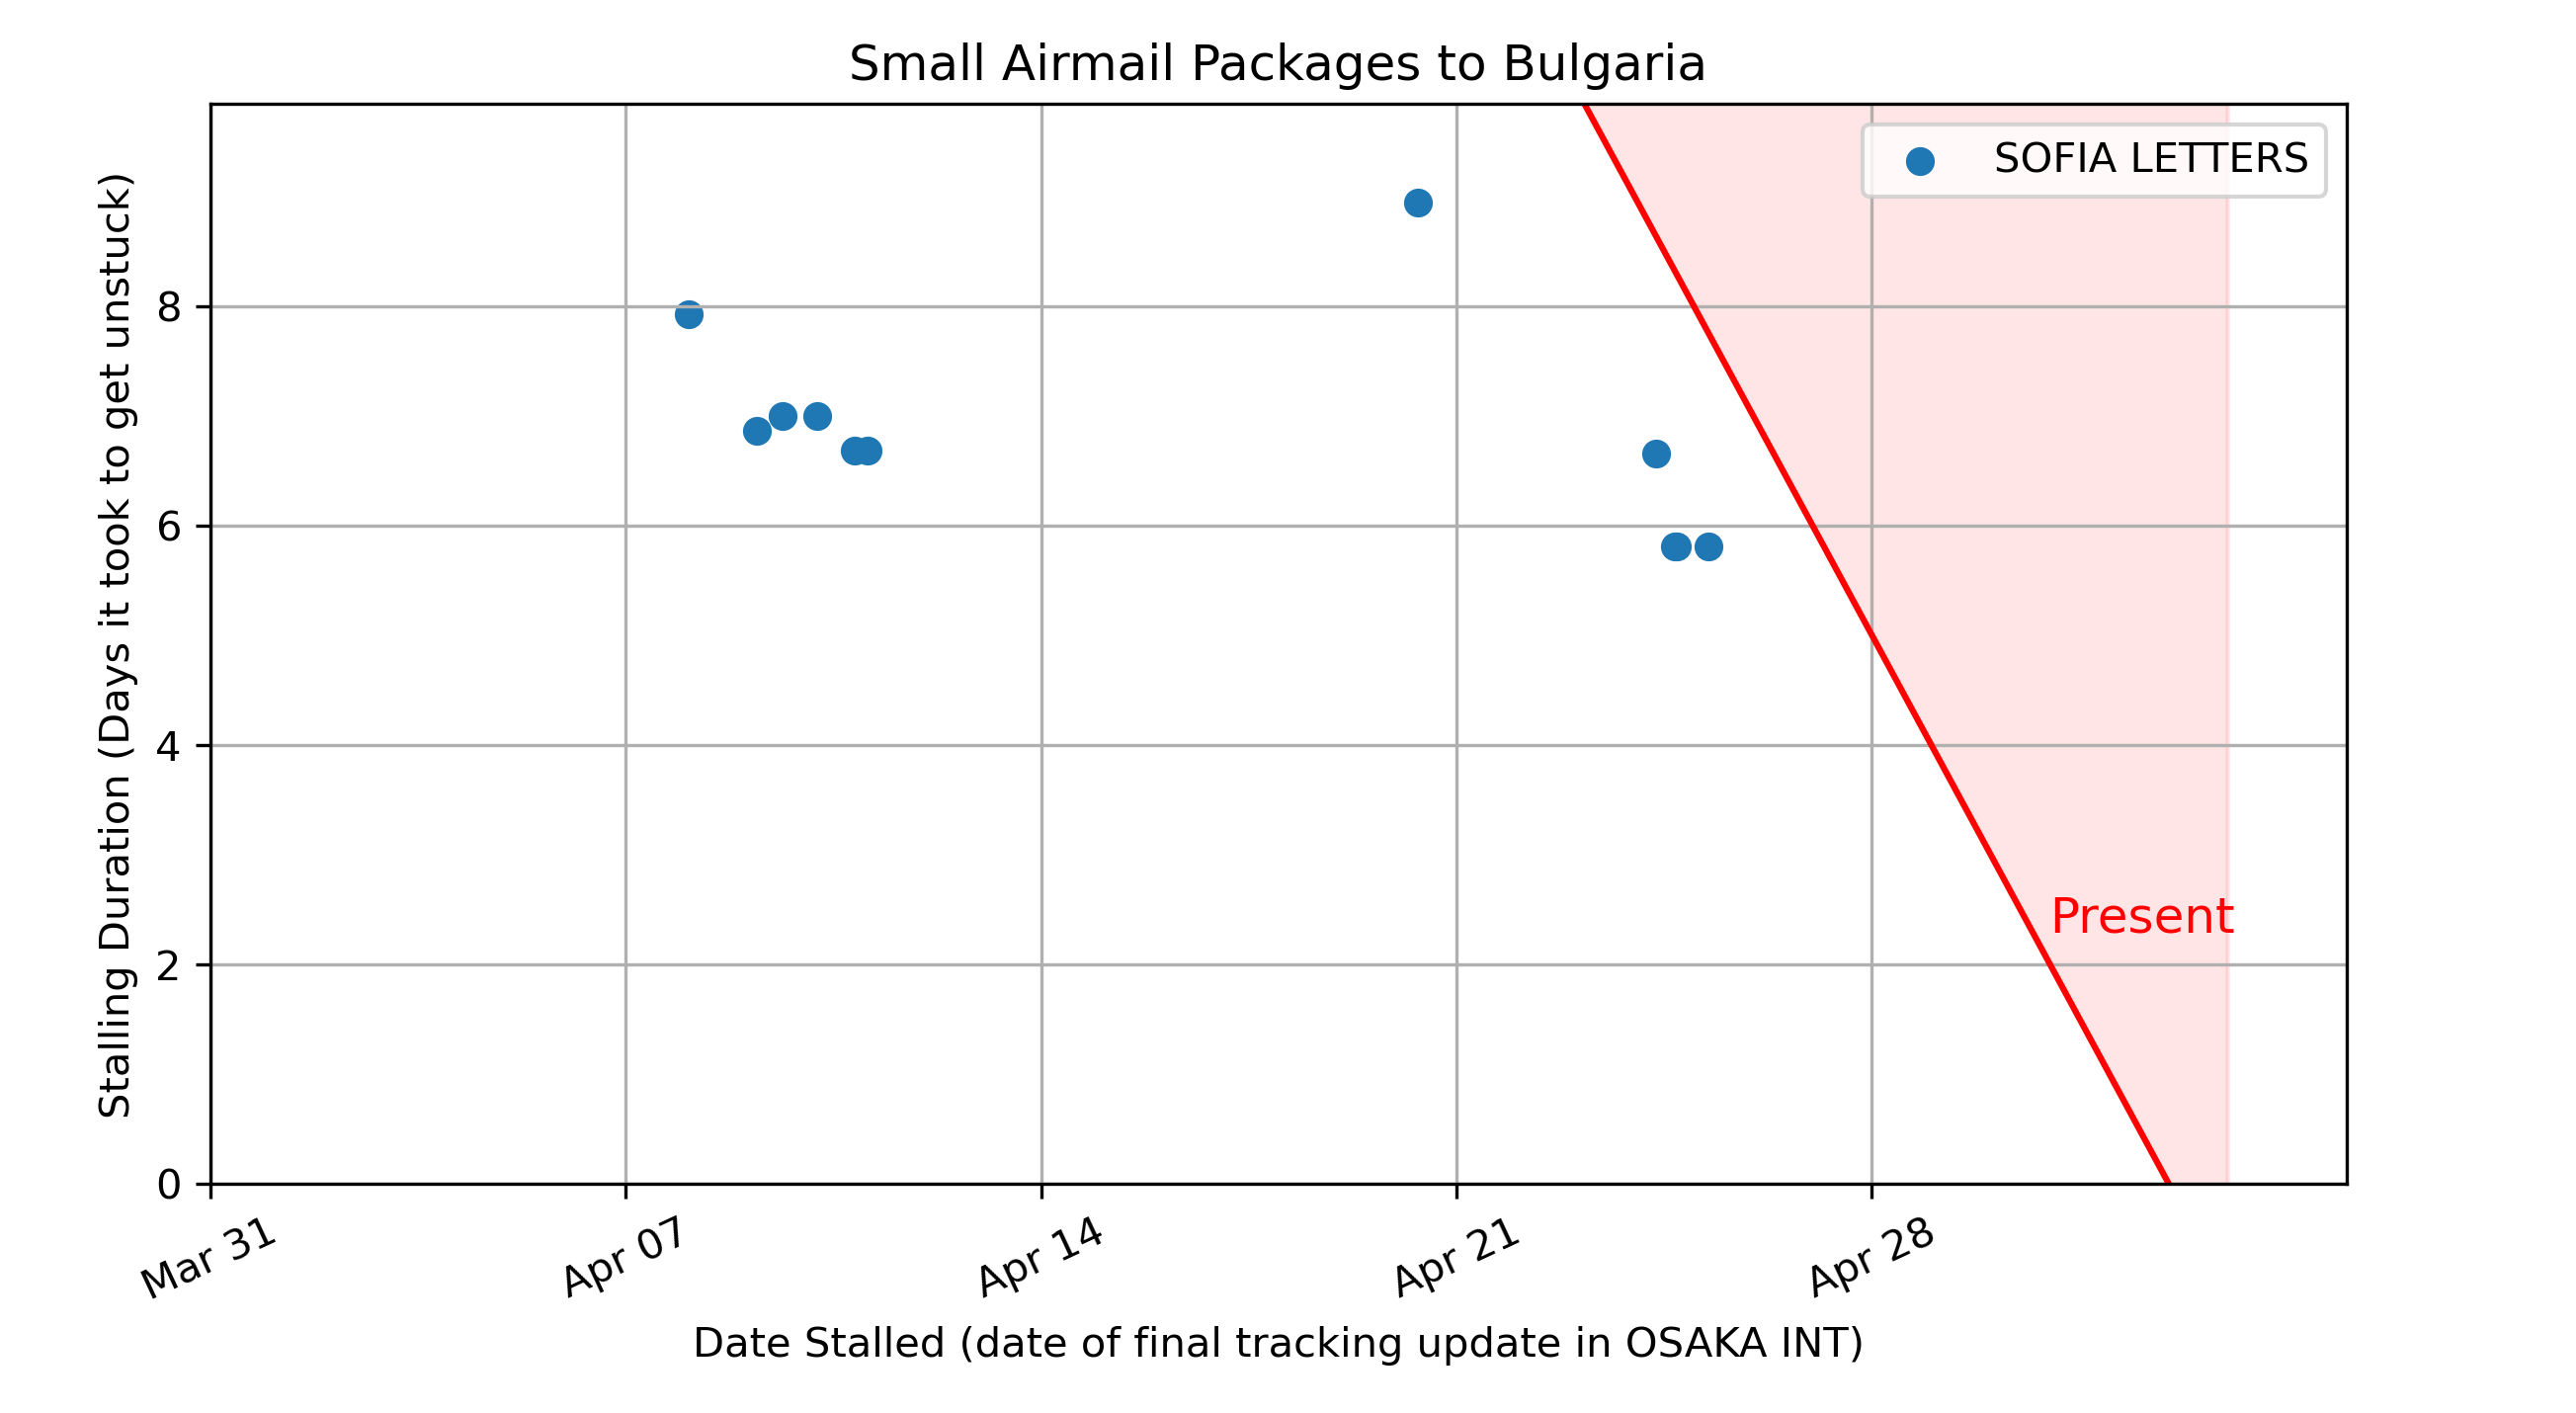 Small Airmail Packages to Bulgaria
SOFIA LETTERS
Stalling Duration (Days it took to get unstuck)
8
6
4
2
0
Present
Mar 31
Apr 07
Apr 14
Apr 21
Apr 28
Date Stalled (date of final tracking update in OSAKA INT)